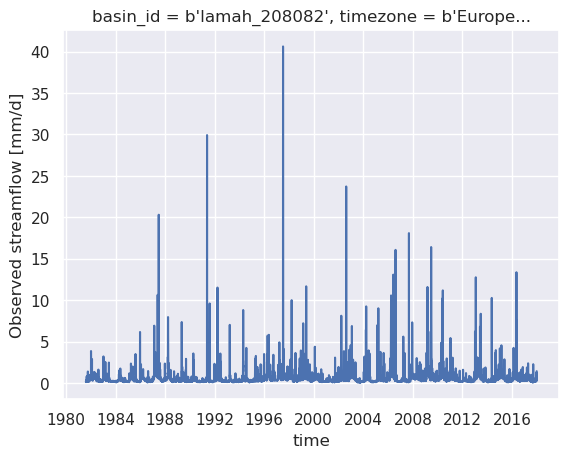 basin_id = b'lamah_208082', timezone = b'Europe...
Observed streamflow [mm/d]
40
35
30
25
20
15
10
5
0
1980 1984 1988 1992 1996 2000 2004 2008 2012 2016
time